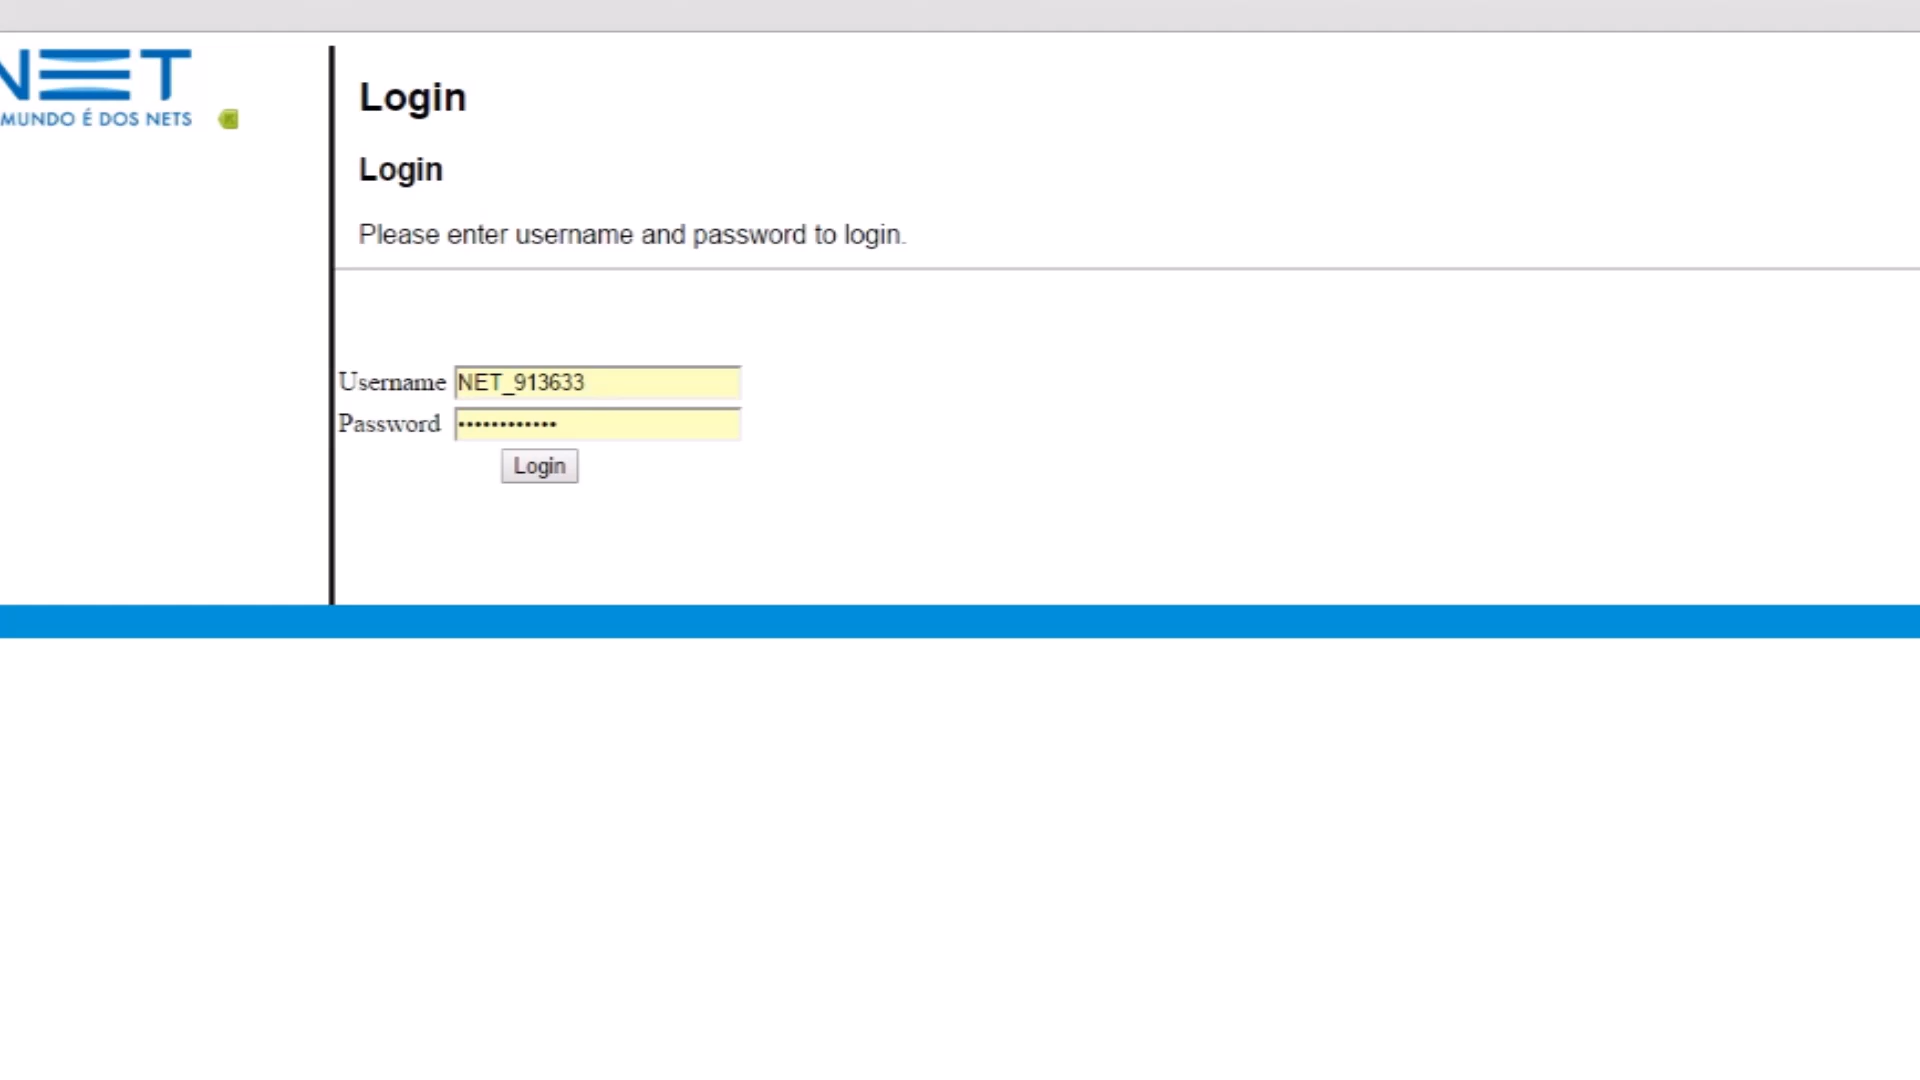 NET
MUNDO É DOS NETS
Login
Login
Please enter username and password to login.
Username NET_913633
Password ••••••••••••
Login